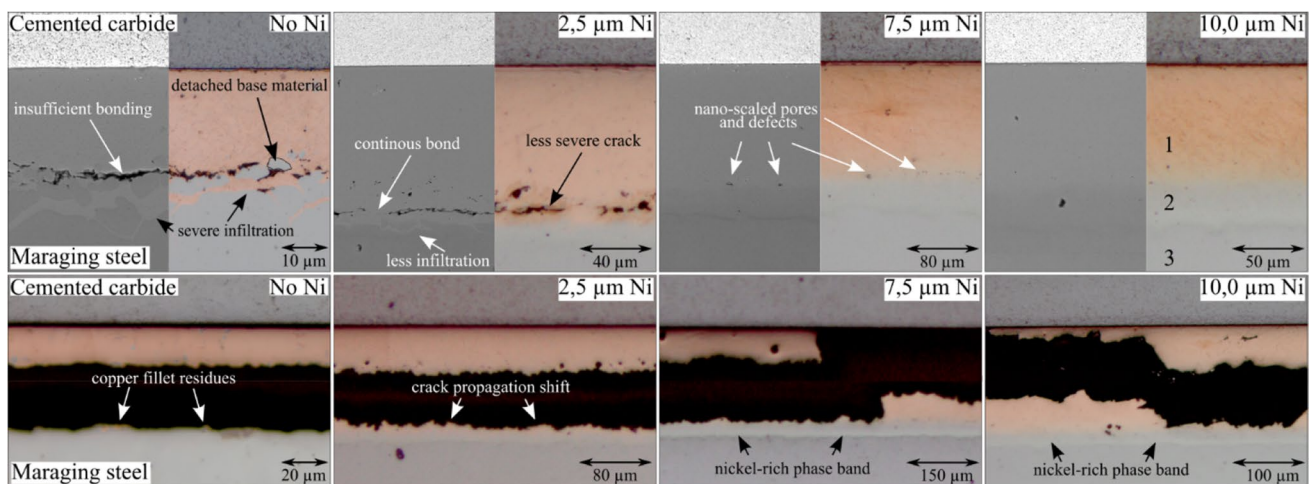 Cemented carbide
No Ni
detached base material
insufficient bonding
severe infiltration
Maraging steel
10 µm
2,5 µm Ni
continous bond
less severe crack
less infiltration
40 µm
7,5 µm Ni
nano-scaled pores
and defects
80 µm
10,0 µm Ni
1
2
3
50 µm
Cemented carbide
No Ni
copper fillet residues
Maraging steel
20 µm
2,5 µm Ni
crack propagation shift
80 µm
7,5 µm Ni
nickel-rich phase band
150 µm
10,0 µm Ni
nickel-rich phase band
100 µm